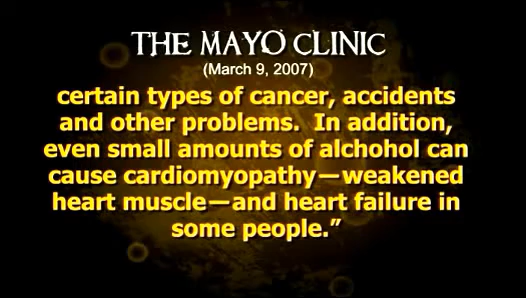 THE MAYO CLINIC
(March 9, 2007)
certain types of cancer, accidents
and other problems.  In addition,
even small amounts of alchohol can
cause cardiomyopathy—weakened
heart muscle—and heart failure in
some people.”